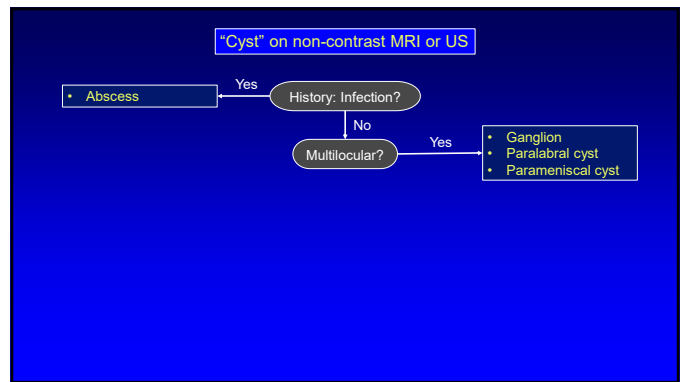 “Cyst” on non-contrast MRI or US
Yes
• Abscess
History: Infection?
No
Multilocular?
Yes
• Ganglion
• Paralabral cyst
• Parameniscal cyst